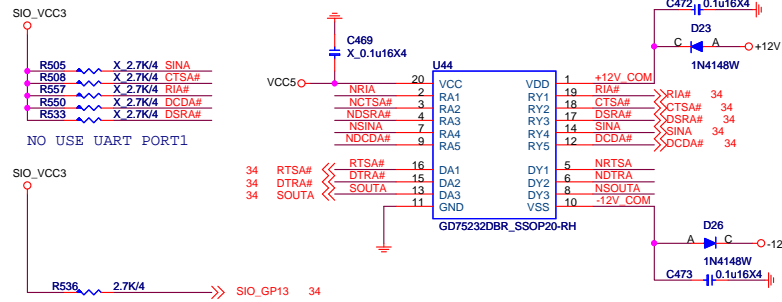 SIO_VCC3
R505 X_2.7K/4 SINA
R508 X_2.7K/4 CTSA#
R557 X_2.7K/4 RIA#
R550 X_2.7K/4 DCDA#
R533 X_2.7K/4 DSRA#
NO USE UART PORT1
C469
X_0.1u16X4
C472 0.1u16X4
D23
C A +12V
1N4148W
U44
VCC5 20 VCC VDD 1 +12V_COM
NRIA 2 RA1 RY1 19 RIA# RIA# 34
NCTSA# 3 RA2 RY2 18 CTSA# CTSA# 34
NDSRA# 4 RA3 RY3 17 DSRA# DSRA# 34
NSINA 7 RA4 RY4 14 SINA SINA 34
NDCDA# 9 RA5 RY5 12 DCDA# DCDA# 34
34 RTSA# RTSA# 16 DA1 DY1 5 NRTSA
34 DTRA# DTRA# 15 DA2 DY2 6 NDTRA
34 SOUTA SOUTA 13 DA3 DY3 8 NSOUTA
11 GND VSS 10 -12V_COM
GD75232DBR_SSOP20-RH
D26
A C -12
1N4148W
C473 0.1u16X4
SIO_VCC3
R536 2.7K/4 SIO_GP13 34